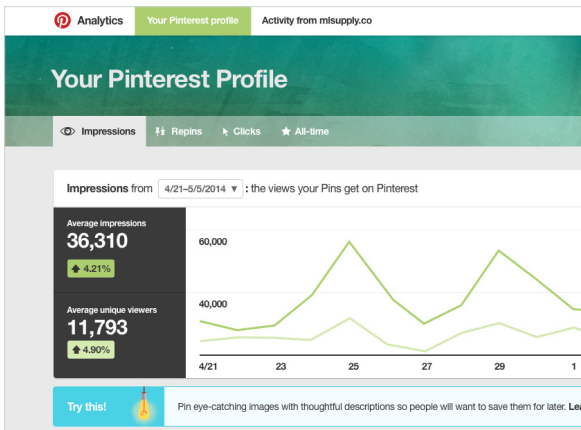 Analytics
Your Pinterest profile
Activity from mlsupply.co
Your Pinterest Profile
Impressions
Repins
Clicks
All-time
Impressions from 4/21–5/5/2014 ▼ : the views your Pins get on Pinterest
Average impressions
36,310
4.21%
Average unique viewers
11,793
4.90%
60,000
40,000
4/21 23 25 27 29 1
Try this!
Pin eye-catching images with thoughtful descriptions so people will want to save them for later. Lea